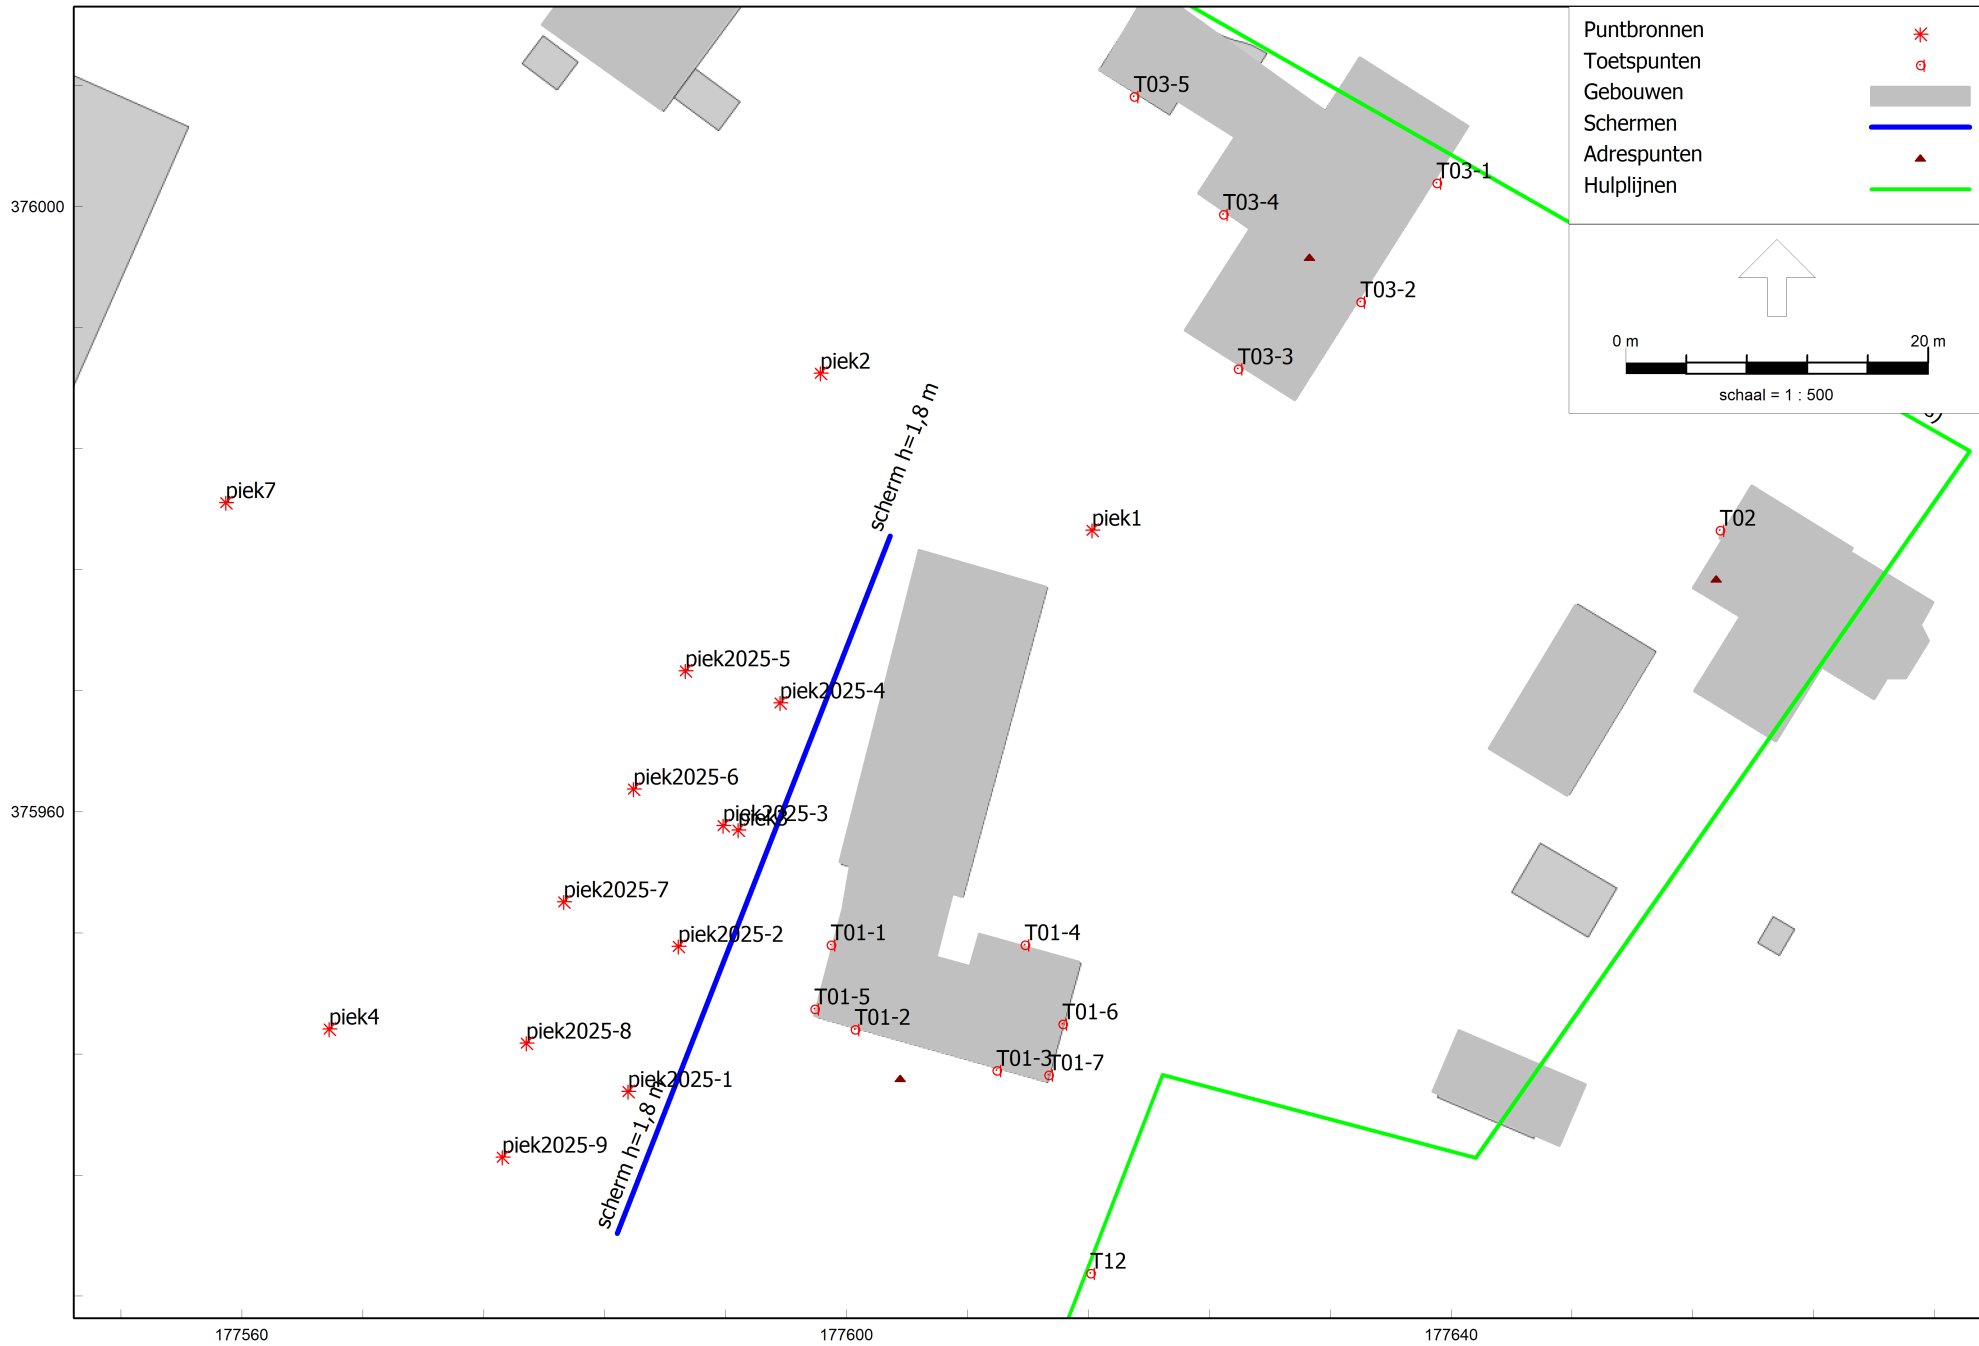 Puntbronnen
Toetspunten
Gebouwen
Schermen
Adrespunten
Hulplijnen
0 m
20 m
schaal = 1 : 500
T03-5
T03-1
T03-4
T03-2
T03-3
376000
piek2
scherm h=1,8 m
piek7
piek1
T02
piek2025-5
piek2025-4
piek2025-6
375960
piek2025-3
piek3
piek2025-7
piek2025-2
T01-1
T01-4
T01-5
T01-2
T01-6
piek4
piek2025-8
T01-3
T01-7
piek2025-1
scherm h=1,8 m
piek2025-9
T12
177560
177600
177640